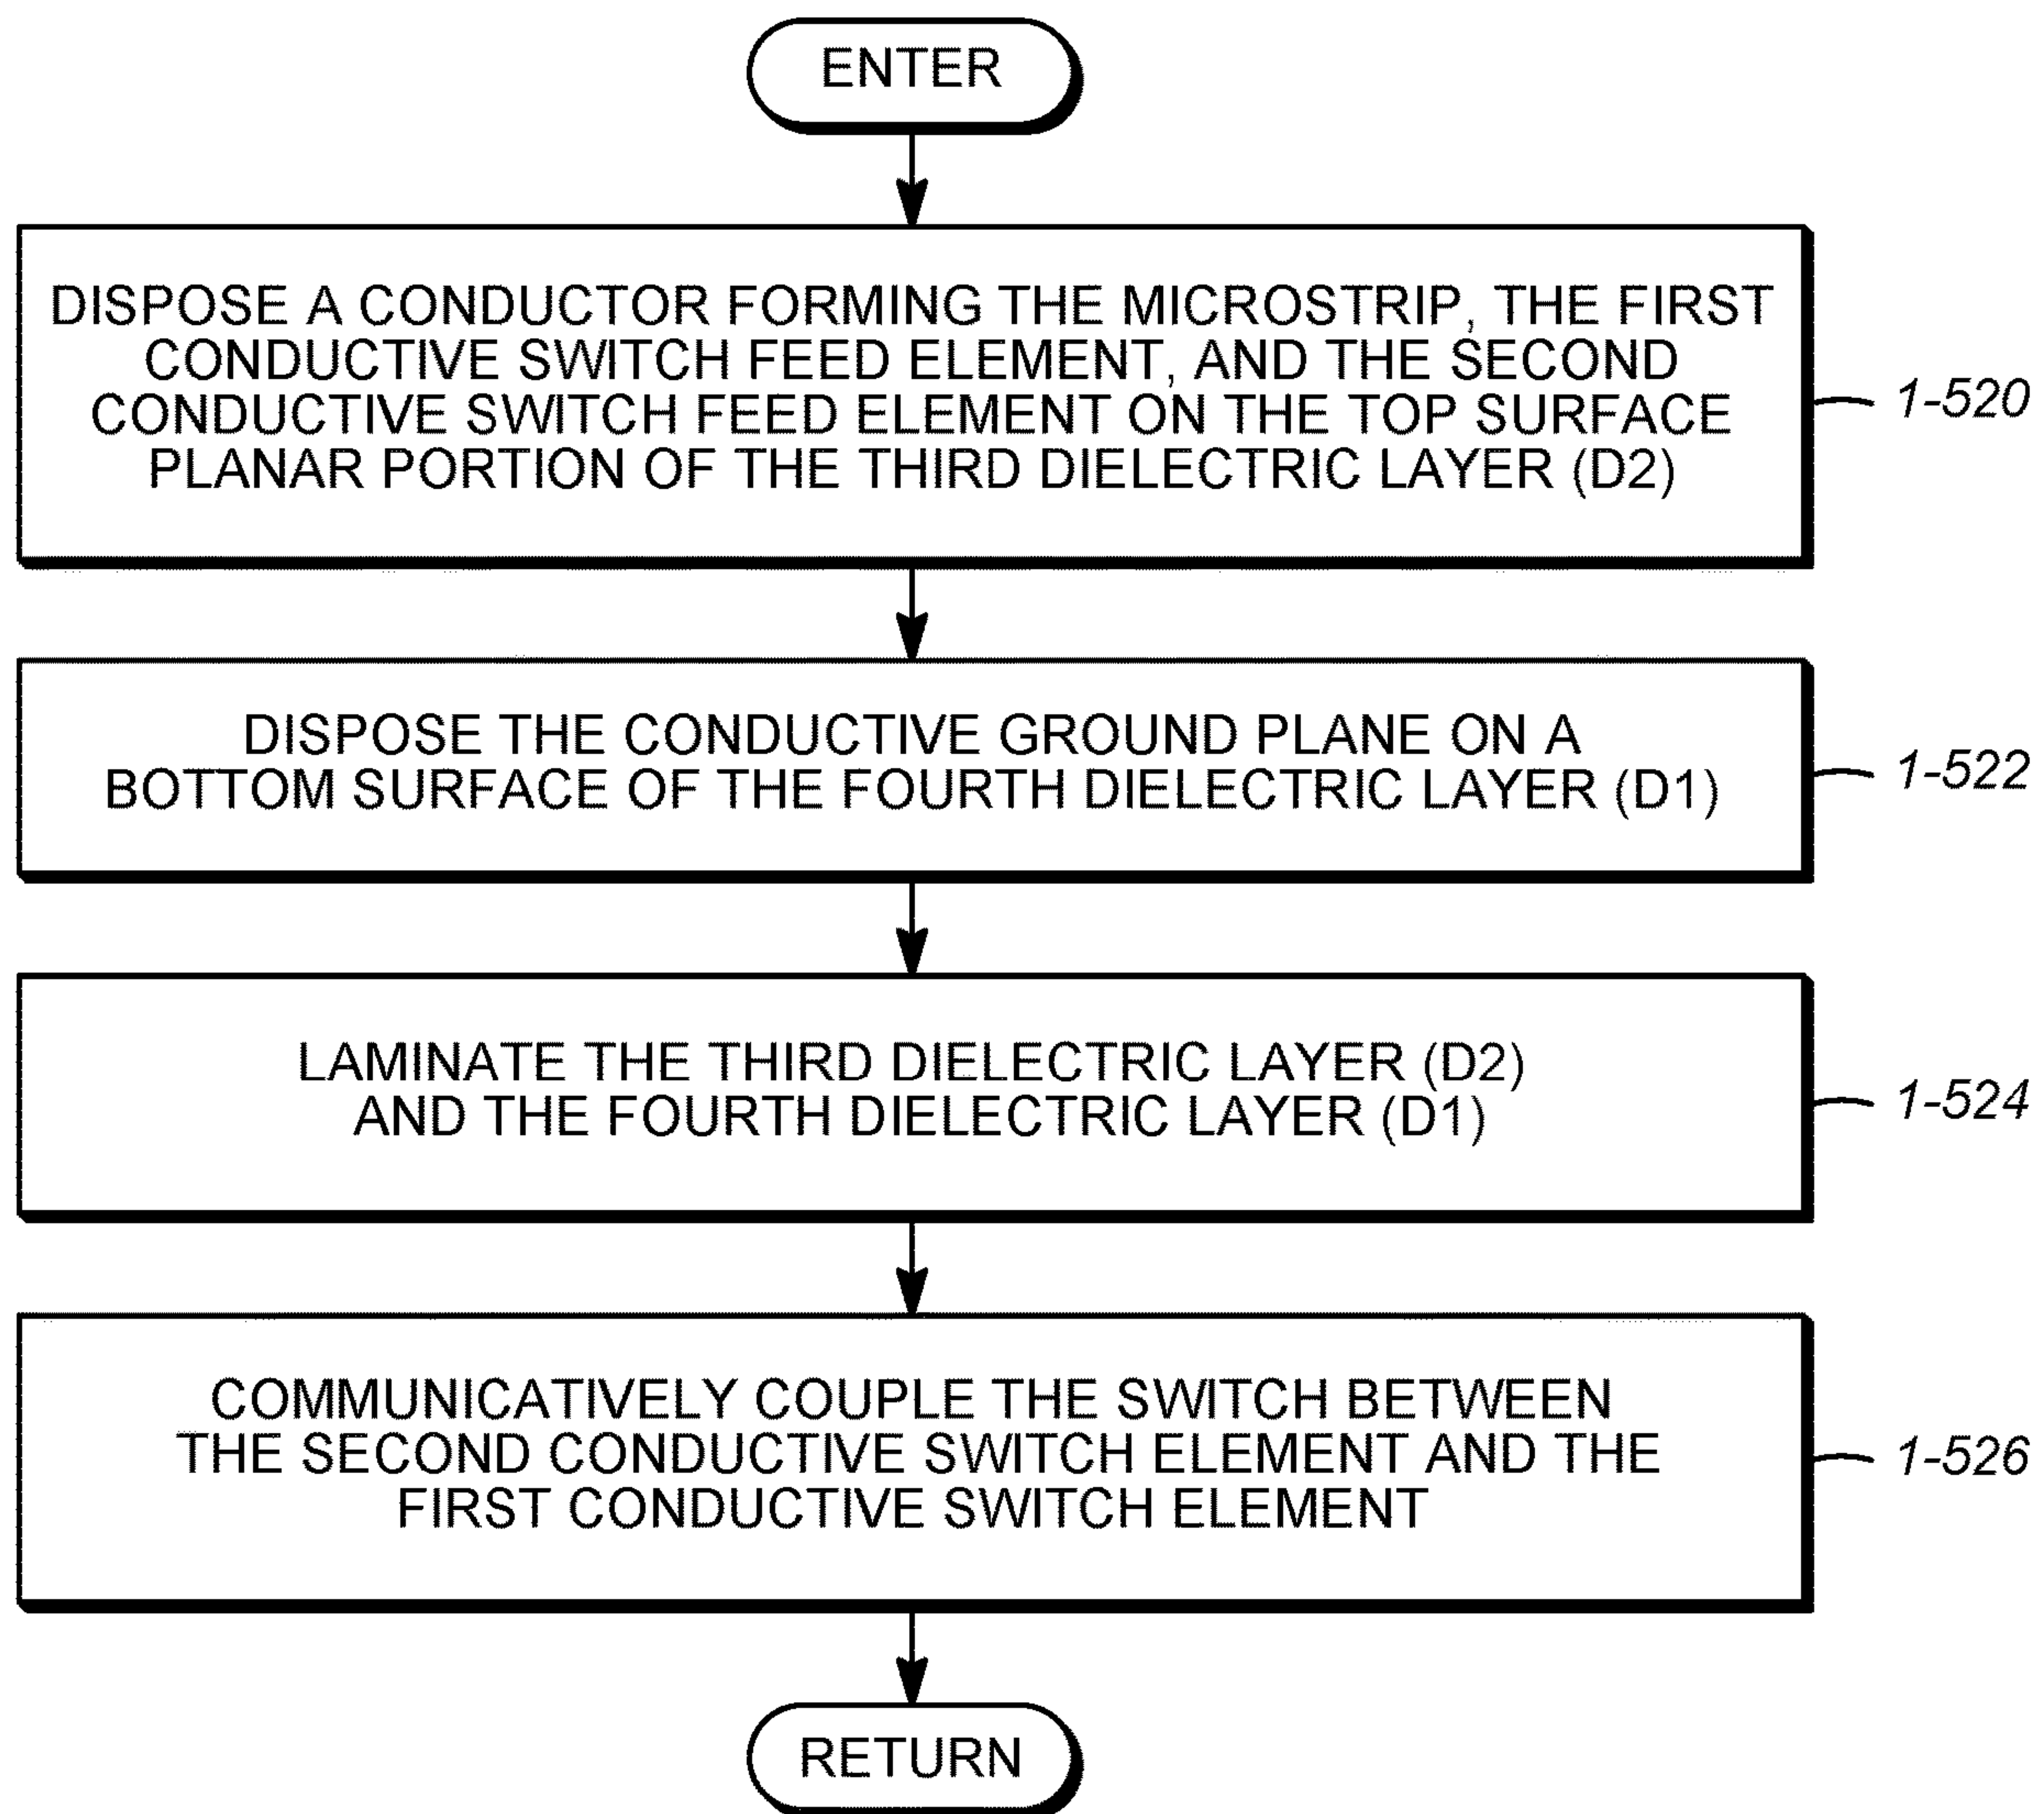 ENTER
DISPOSE A CONDUCTOR FORMING THE MICROSTRIP, THE FIRST
CONDUCTIVE SWITCH FEED ELEMENT, AND THE SECOND
CONDUCTIVE SWITCH FEED ELEMENT ON THE TOP SURFACE
PLANAR PORTION OF THE THIRD DIELECTRIC LAYER (D2)
1-520
DISPOSE THE CONDUCTIVE GROUND PLANE ON A
BOTTOM SURFACE OF THE FOURTH DIELECTRIC LAYER (D1)
1-522
LAMINATE THE THIRD DIELECTRIC LAYER (D2)
AND THE FOURTH DIELECTRIC LAYER (D1)
1-524
COMMUNICATIVELY COUPLE THE SWITCH BETWEEN
THE SECOND CONDUCTIVE SWITCH ELEMENT AND THE
FIRST CONDUCTIVE SWITCH ELEMENT
1-526
RETURN